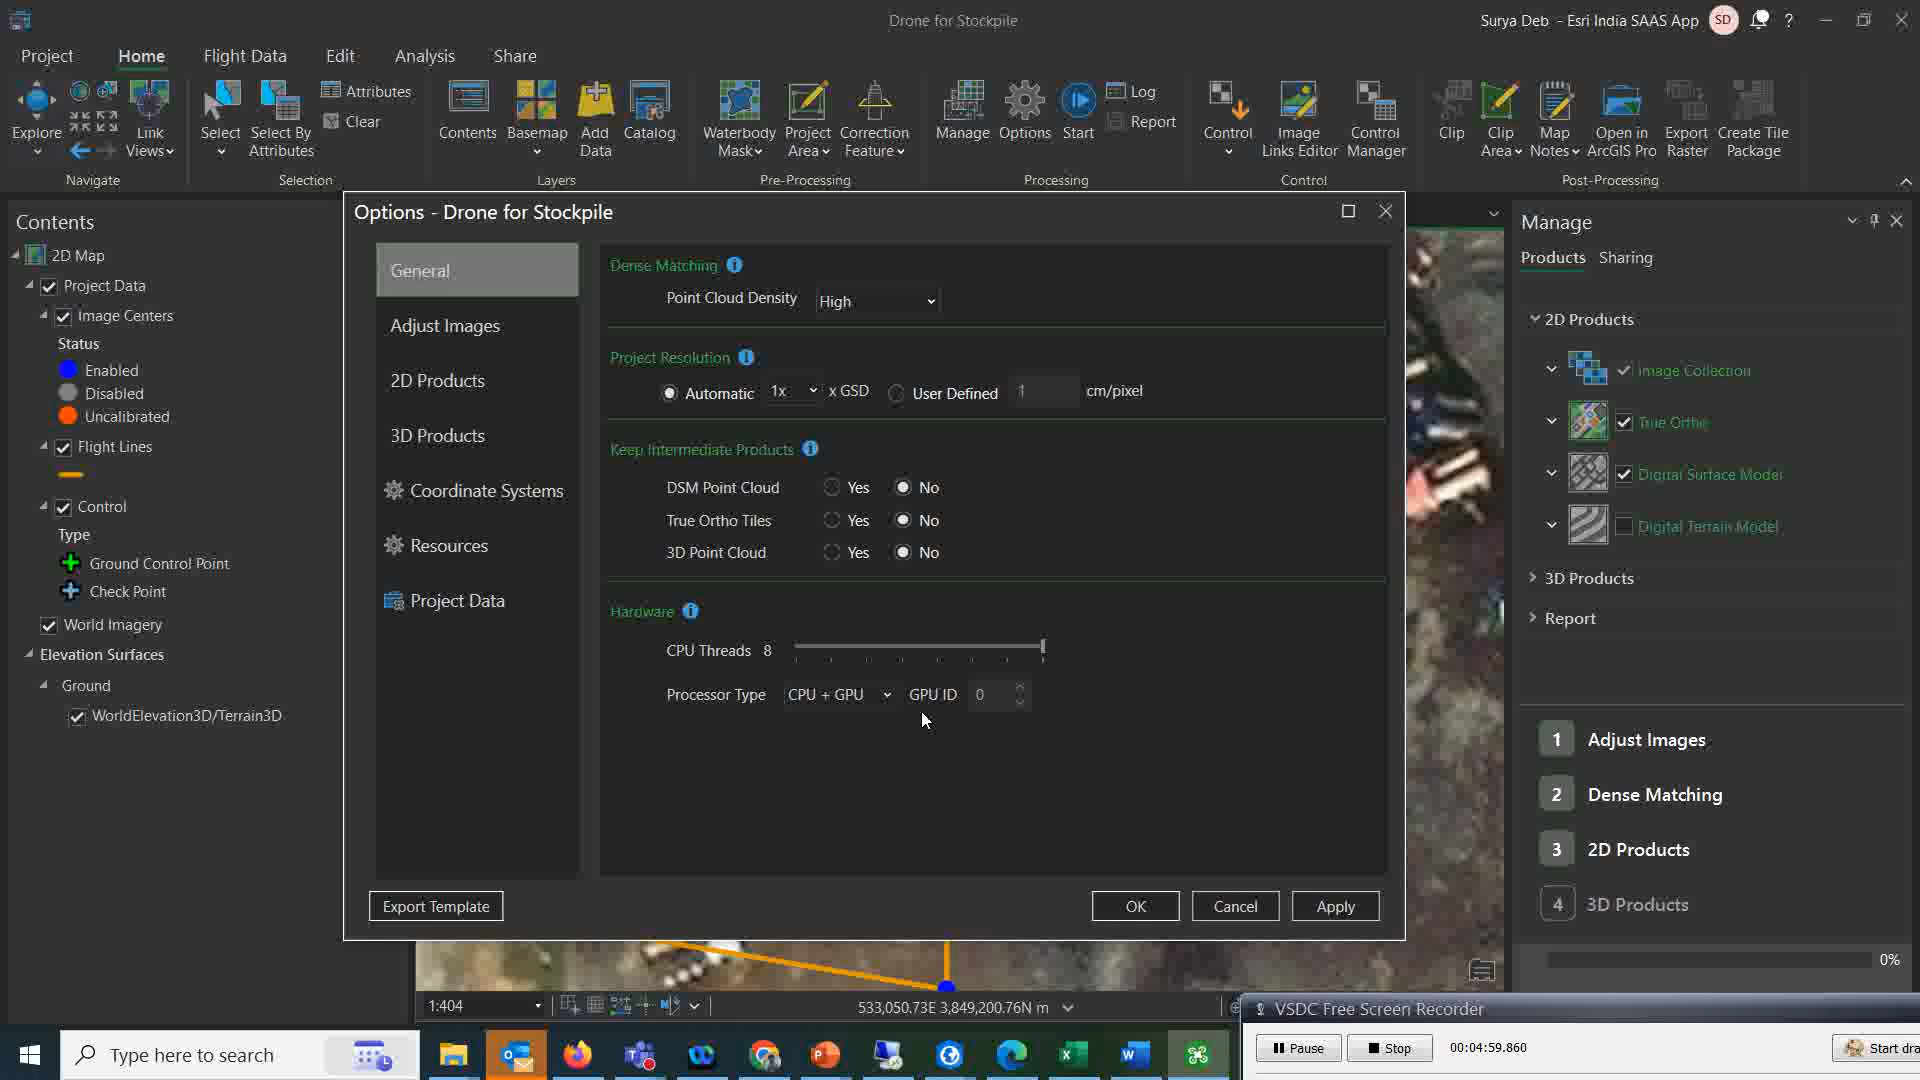 Drone for Stockpile
Surya Deb - Esri India SAAS App
SD
?
Project
Home
Flight Data
Edit
Analysis
Share
Explore
Link
Views
Navigate
Select
Select By
Attributes
Attributes
Clear
Selection
Contents
Basemap
Add
Data
Catalog
Layers
Waterbody
Mask
Project
Area
Correction
Feature
Pre-Processing
Manage
Options
Start
Log
Report
Processing
Control
Image
Links Editor
Control
Manager
Control
Clip
Clip
Area
Map
Notes
Open in
ArcGIS Pro
Export
Raster
Create Tile
Package
Post-Processing
Contents
2D Map
Project Data
Image Centers
Status
Enabled
Disabled
Uncalibrated
Flight Lines
Control
Type
Ground Control Point
Check Point
World Imagery
Elevation Surfaces
Ground
WorldElevation3D/Terrain3D
Options - Drone for Stockpile
General
Adjust Images
2D Products
3D Products
Coordinate Systems
Resources
Project Data
Dense Matching
Point Cloud Density High
Project Resolution
Automatic 1x x GSD User Defined 1 cm/pixel
Keep Intermediate Products
DSM Point Cloud Yes No
True Ortho Tiles Yes No
3D Point Cloud Yes No
Hardware
CPU Threads 8
Processor Type CPU + GPU GPU ID 0
Export Template
OK
Cancel
Apply
Manage
Products Sharing
2D Products
Image Collection
True Ortho
Digital Surface Model
Digital Terrain Model
3D Products
Report
1 Adjust Images
2 Dense Matching
3 2D Products
4 3D Products
0%
1:404
533,050.73E 3,849,200.76N m
VSDC Free Screen Recorder
Pause
Stop
00:04:59.860
Start dra
Type here to search